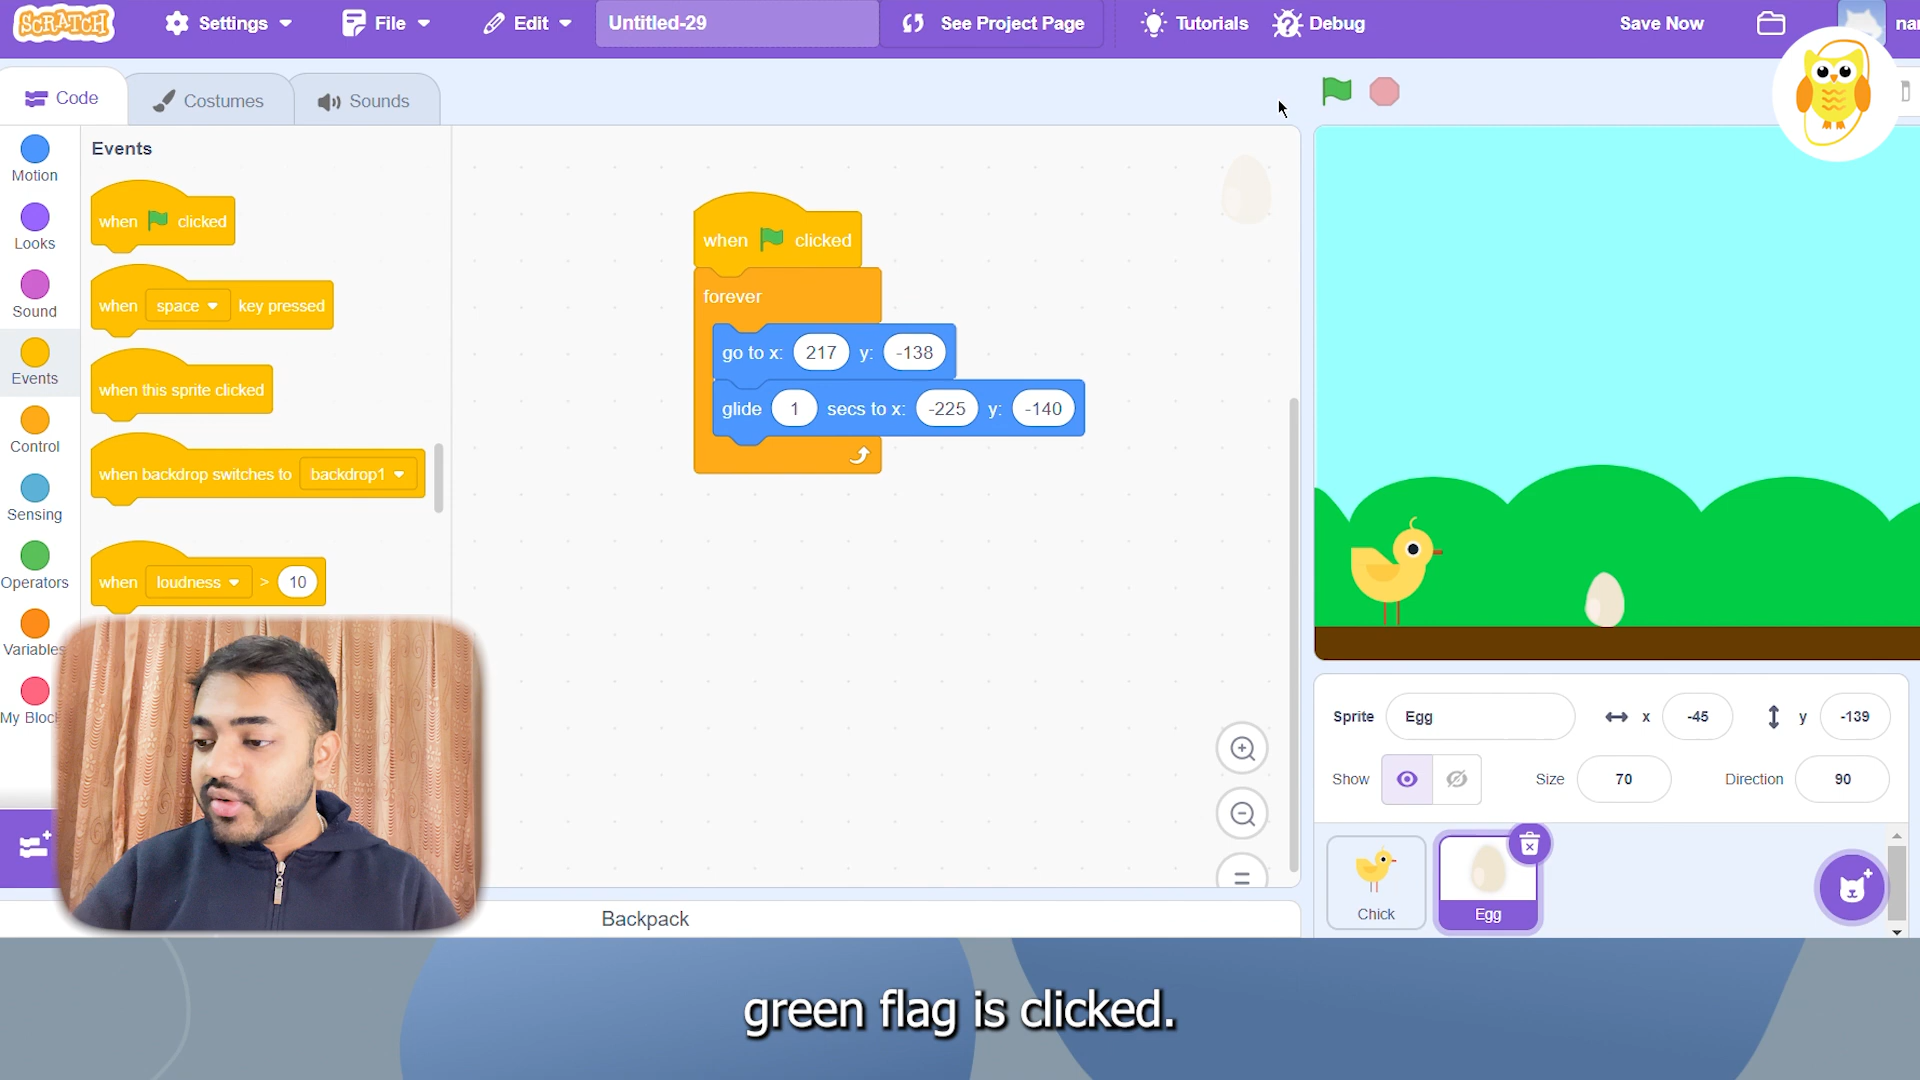 SCRATCH
Settings
File
Edit
Untitled-29
See Project Page
Tutorials
Debug
Save Now
Code
Costumes
Sounds
Motion
Looks
Sound
Events
Control
Sensing
Operators
Variables
Events
when clicked
when space key pressed
when this sprite clicked
when backdrop switches to backdrop1
when loudness > 10
when clicked
forever
go to x: 217 y: -138
glide 1 secs to x: -225 y: -140
Sprite Egg x -45 y -139
Show Size 70 Direction 90
Chick
Egg
Backpack
green flag is clicked.